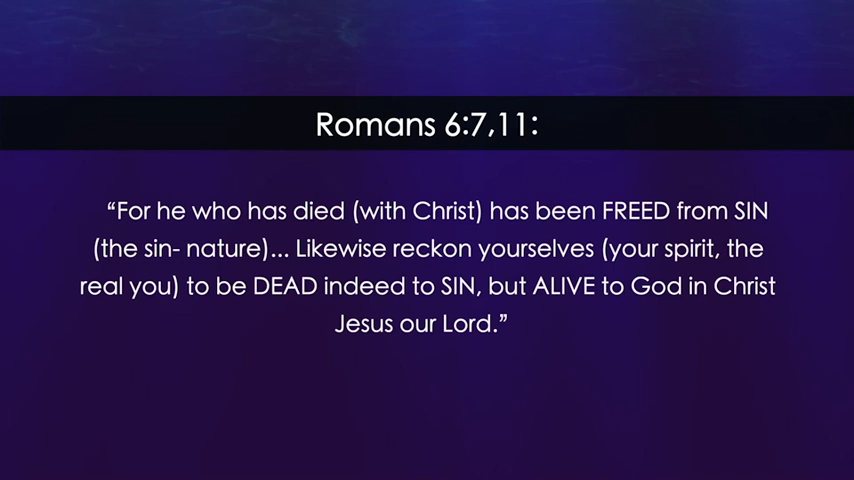 Romans 6:7,11:
“For he who has died (with Christ) has been FREED from SIN
(the sin- nature)... Likewise reckon yourselves (your spirit, the
real you) to be DEAD indeed to SIN, but ALIVE to God in Christ
Jesus our Lord.”